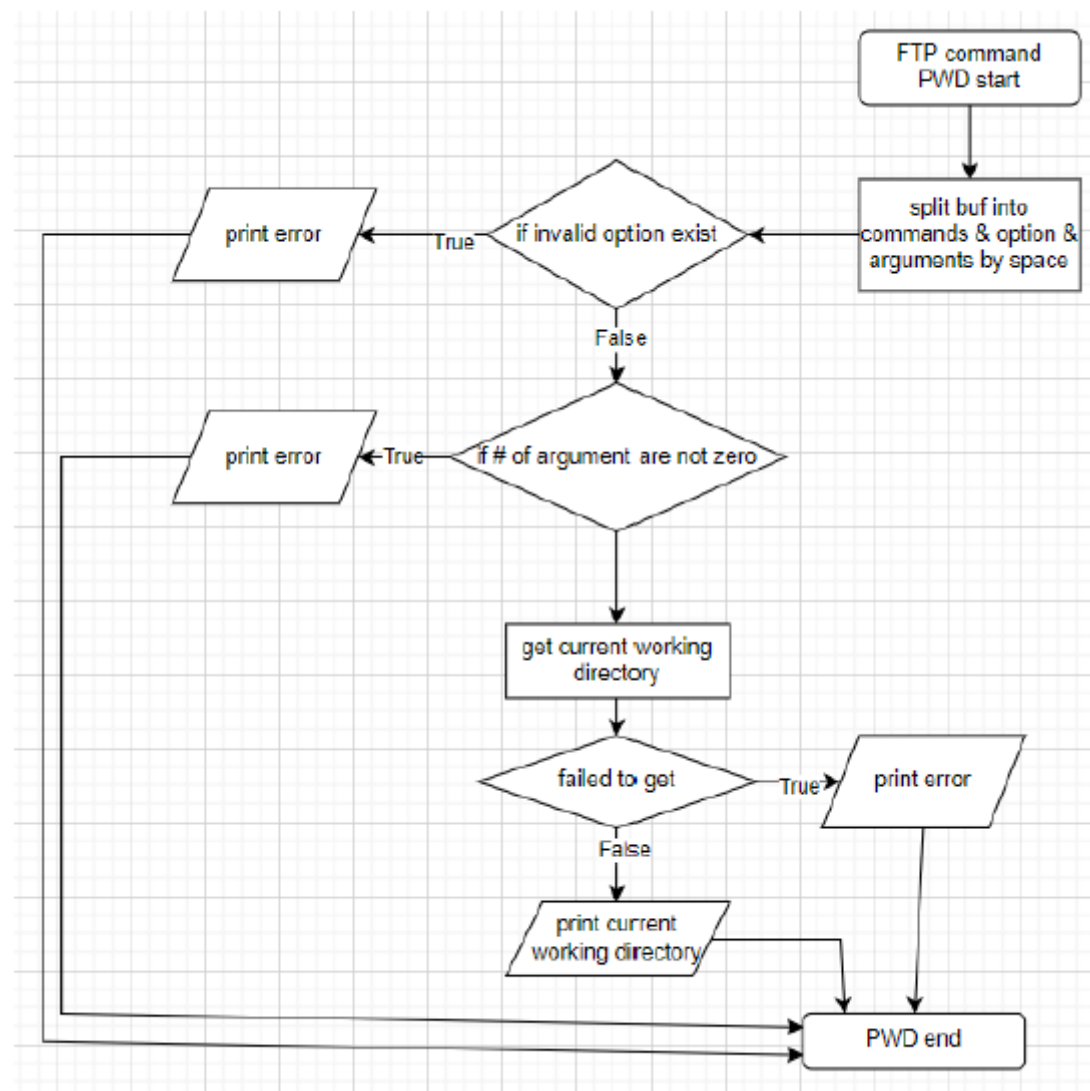 FTP command
PWD start
split buf into
commands & option &
arguments by space
if invalid option exist
True
print error
False
if # of argument are not zero
True
print error
get current working
directory
failed to get
True
print error
False
print current
working directory
PWD end